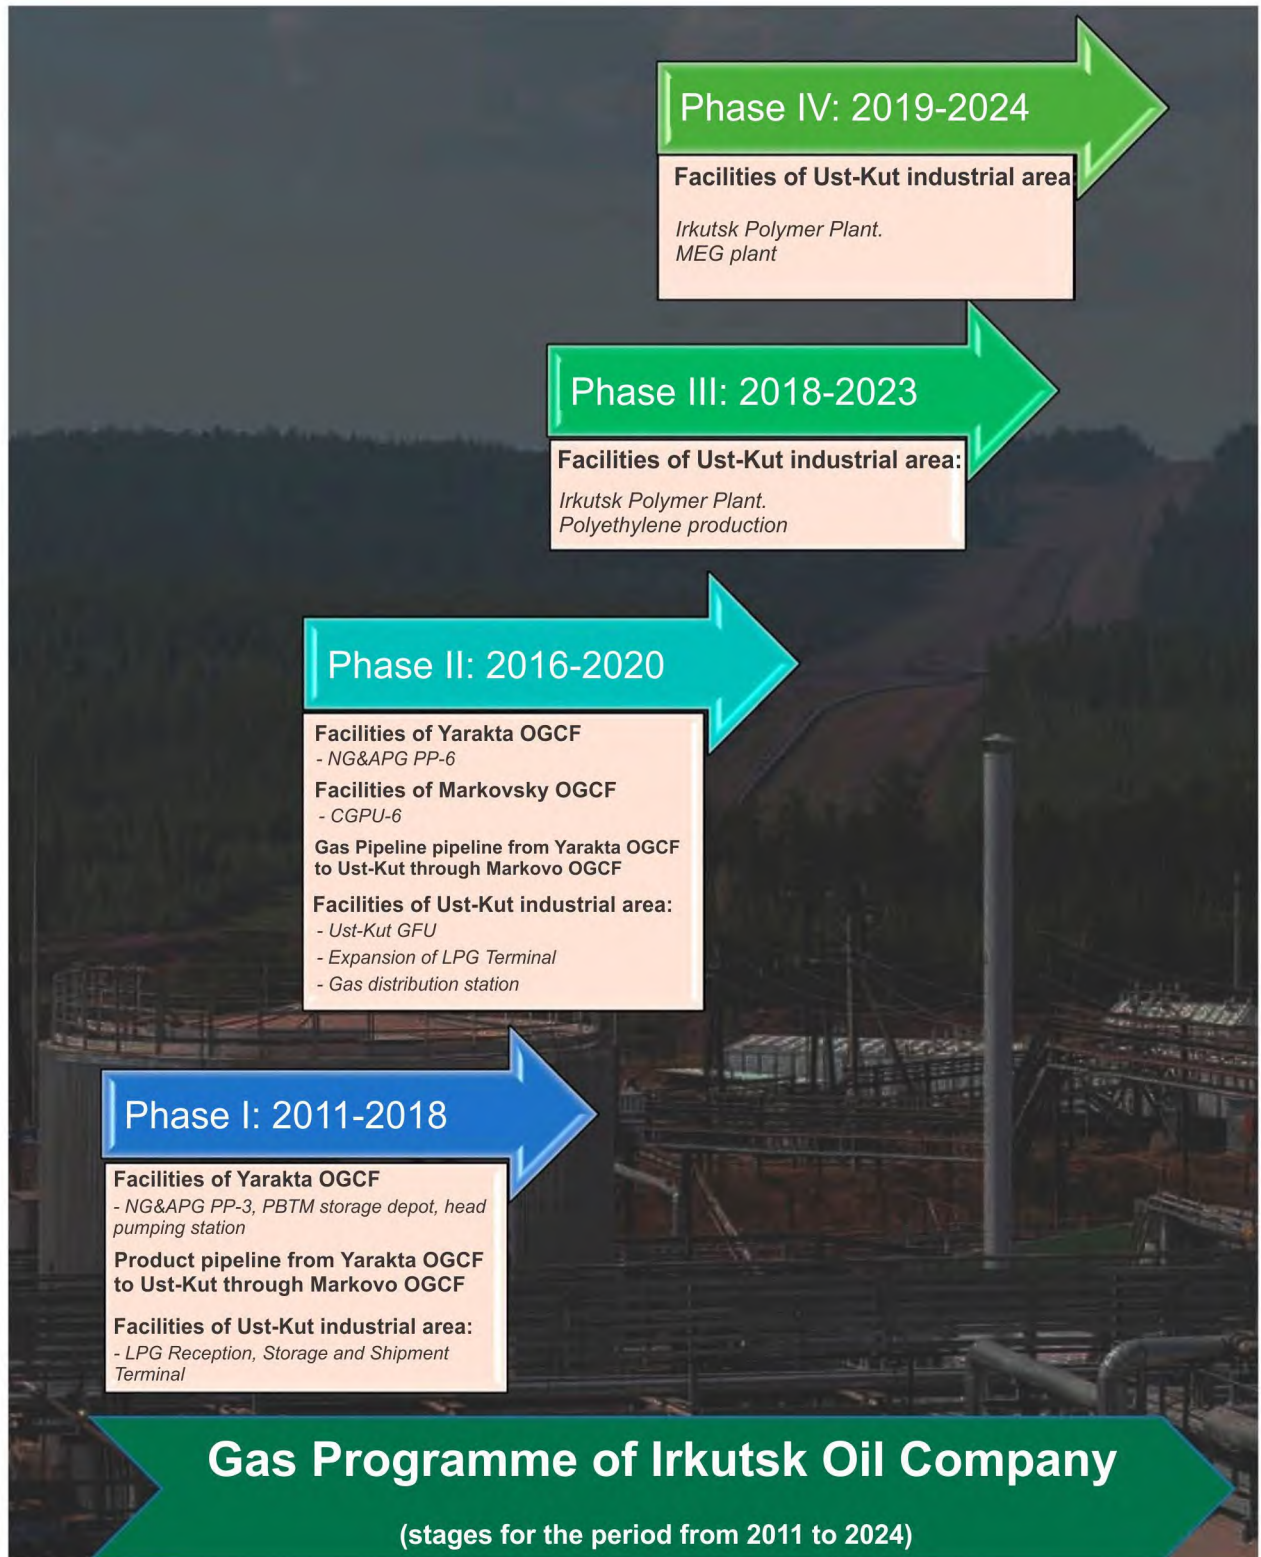 Phase IV: 2019-2024
Facilities of Ust-Kut industrial area
Irkutsk Polymer Plant.
MEG plant
Phase III: 2018-2023
Facilities of Ust-Kut industrial area:
Irkutsk Polymer Plant.
Polyethylene production
Phase II: 2016-2020
Facilities of Yarakta OGCF
- NG&APG PP-6
Facilities of Markovsky OGCF
- CGPU-6
Gas Pipeline pipeline from Yarakta OGCF
to Ust-Kut through Markovo OGCF
Facilities of Ust-Kut industrial area:
- Ust-Kut GFU
- Expansion of LPG Terminal
- Gas distribution station
Phase I: 2011-2018
Facilities of Yarakta OGCF
- NG&APG PP-3, PBTM storage depot, head
pumping station
Product pipeline from Yarakta OGCF
to Ust-Kut through Markovo OGCF
Facilities of Ust-Kut industrial area:
- LPG Reception, Storage and Shipment
Terminal
Gas Programme of Irkutsk Oil Company
(stages for the period from 2011 to 2024)